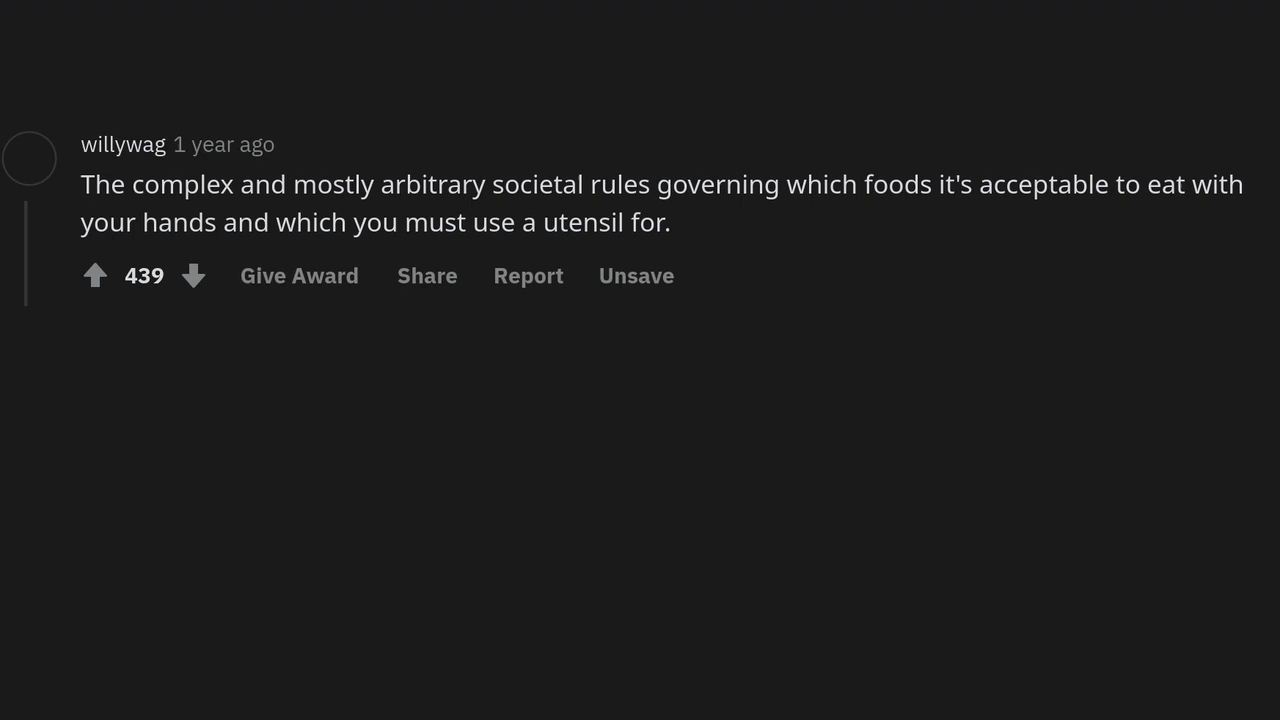 willywag 1 year ago
The complex and mostly arbitrary societal rules governing which foods it's acceptable to eat with
your hands and which you must use a utensil for.
439 Give Award Share Report Unsave